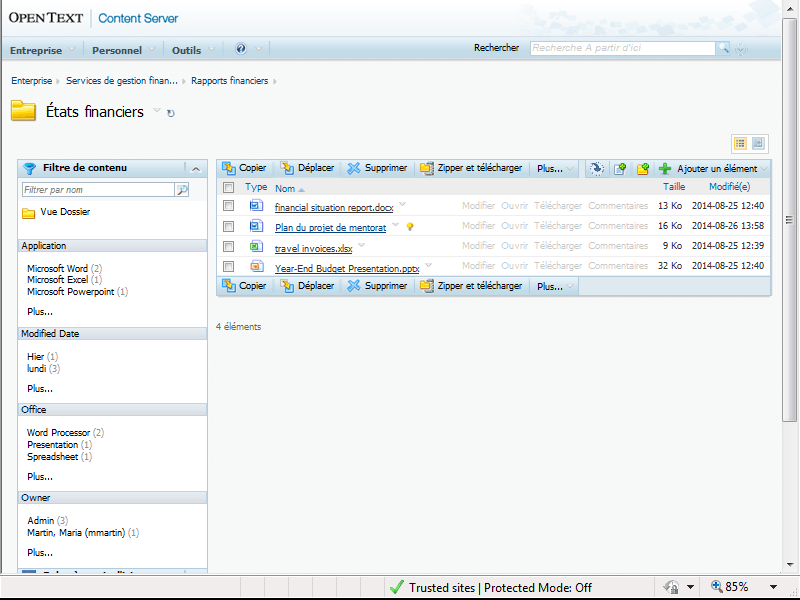 OPEN TEXT | Content Server
Entreprise Personnel Outils
Rechercher Recherche A partir d'ici
Entreprise › Services de gestion finan... › Rapports financiers ›
États financiers
Filtre de contenu
Filtrer par nom
Vue Dossier
Application
Microsoft Word (2)
Microsoft Excel (1)
Microsoft Powerpoint (1)
Plus...
Modified Date
Hier (1)
lundi (3)
Plus...
Office
Word Processor (2)
Presentation (1)
Spreadsheet (1)
Plus...
Owner
Admin (3)
Martin, Maria (mmartin) (1)
Plus...
Copier Déplacer Supprimer Zipper et télécharger Plus... Ajouter un élément
Type Nom Taille Modifié(e)
financial situation report.docx Modifier Ouvrir Télécharger Commentaires 13 Ko 2014-08-25 12:40
Plan du projet de mentorat Modifier Ouvrir Télécharger Commentaires 16 Ko 2014-08-26 13:58
travel invoices.xlsx Modifier Ouvrir Télécharger Commentaires 9 Ko 2014-08-25 12:39
Year-End Budget Presentation.pptx Modifier Ouvrir Télécharger Commentaires 32 Ko 2014-08-25 12:40
Copier Déplacer Supprimer Zipper et télécharger Plus...
4 éléments
Trusted sites | Protected Mode: Off 85%